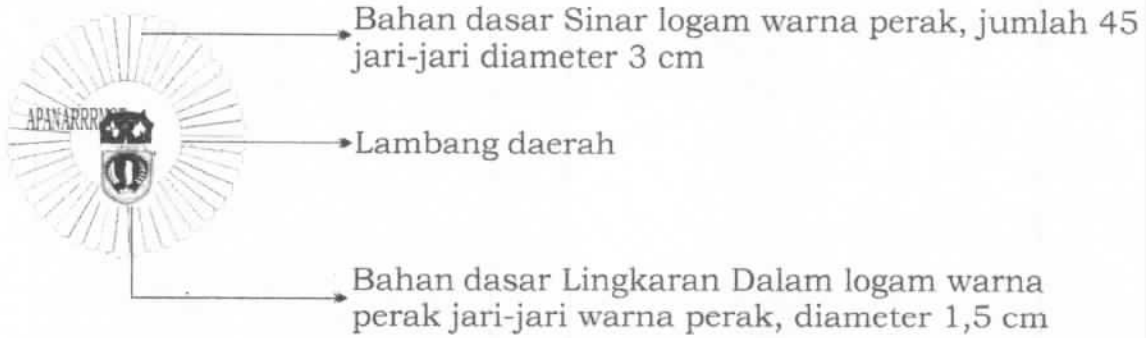 Bahan dasar Sinar logam warna perak, jumlah 45
jari-jari diameter 3 cm
Lambang daerah
Bahan dasar Lingkaran Dalam logam warna
perak jari-jari warna perak, diameter 1,5 cm